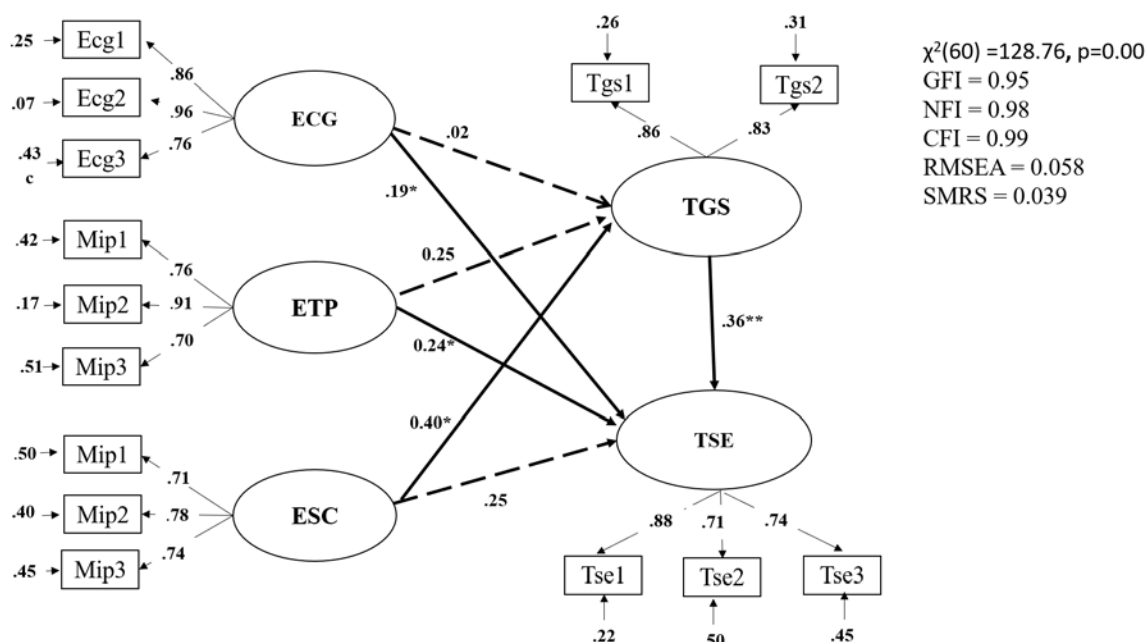 .25
Ecg1
.86
.07
Ecg2
.96
.43
c
Ecg3
.76
ECG
.42
Mip1
.76
.17
Mip2
.91
.51
Mip3
.70
ETP
.50
Mip1
.71
.40
Mip2
.78
.45
Mip3
.74
ESC
.02
.19*
0.25
0.24*
0.40*
.25
.26
.31
Tgs1
Tgs2
.86
.83
TGS
.36**
TSE
.88
.71
.74
Tse1
Tse2
Tse3
.22
.50
.45
χ²(60) =128.76, p=0.00
GFI = 0.95
NFI = 0.98
CFI = 0.99
RMSEA = 0.058
SMRS = 0.039